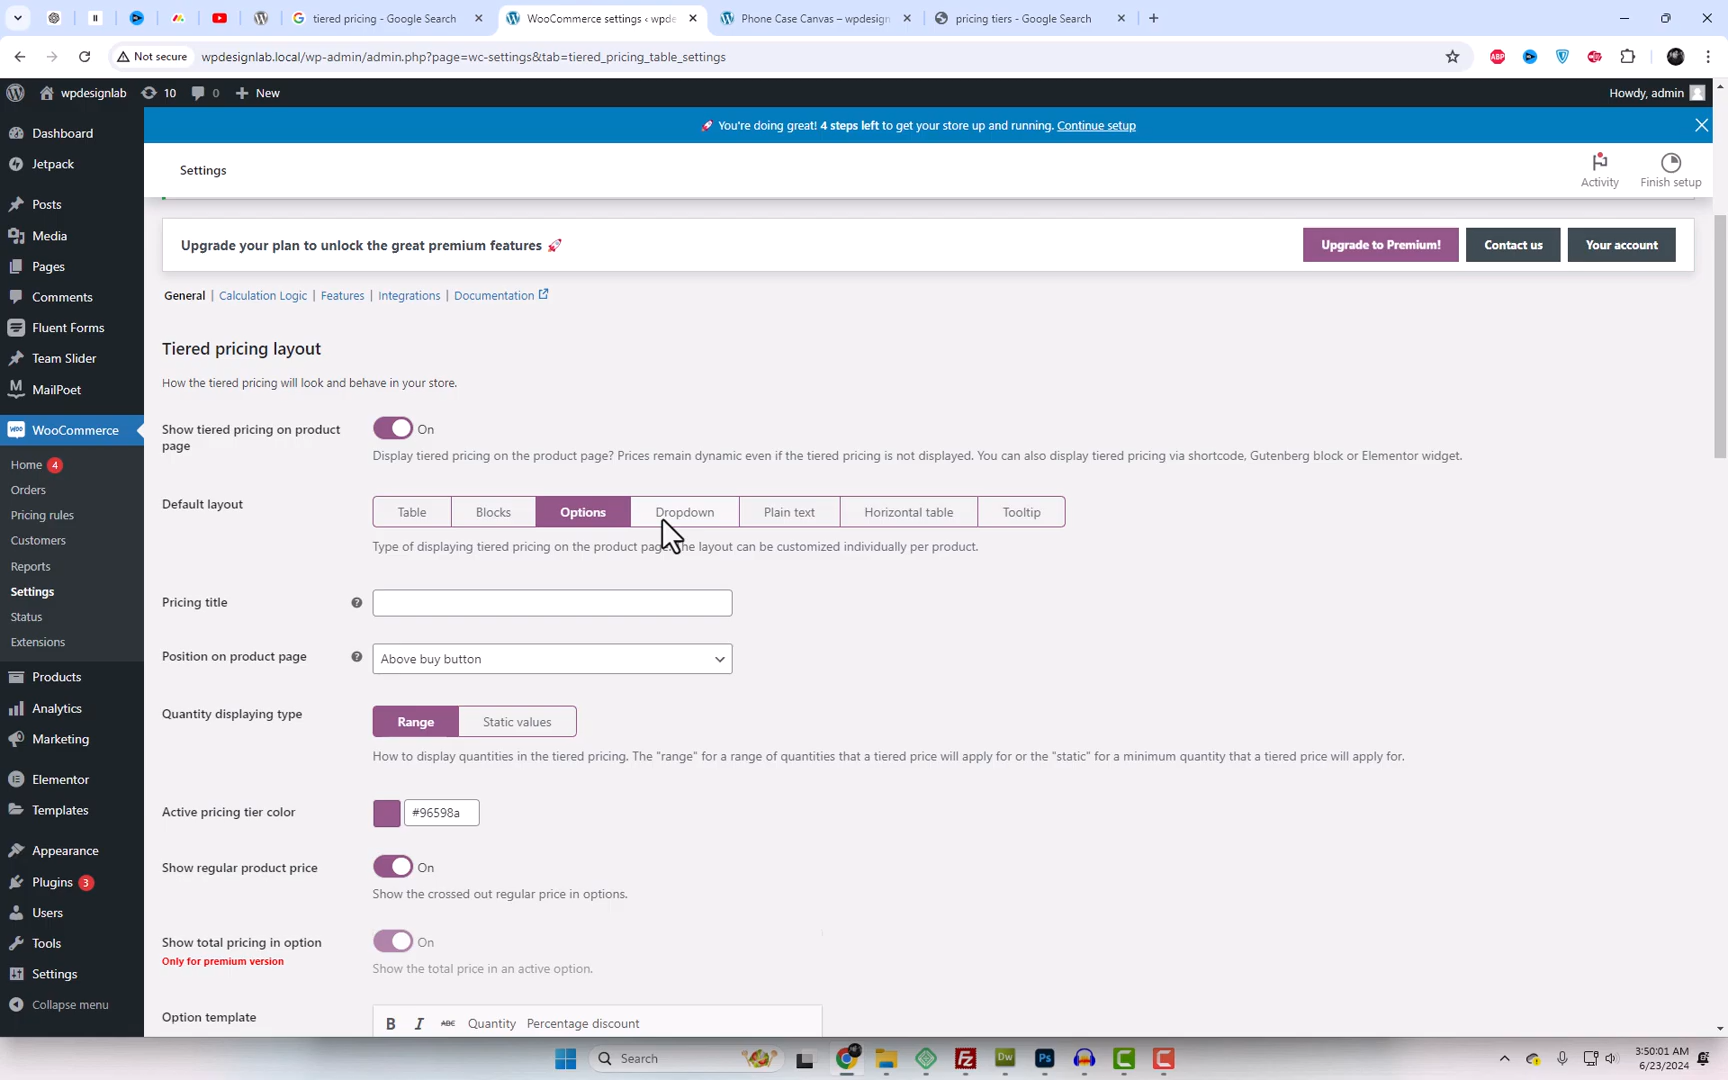 tiered pricing - Google Search
WooCommerce settings ‹ wpde
Phone Case Canvas – wpdesign
pricing tiers - Google Search
Not secure
wpdesignlab.local/wp-admin/admin.php?page=wc-settings&tab=tiered_pricing_table_settings
wpdesignlab
10
0
New
Howdy, admin
You're doing great! 4 steps left to get your store up and running. Continue setup
Dashboard
Jetpack
Posts
Media
Pages
Comments
Fluent Forms
Team Slider
MailPoet
WooCommerce
Home 4
Orders
Pricing rules
Customers
Reports
Settings
Status
Extensions
Products
Analytics
Marketing
Elementor
Templates
Appearance
Plugins 3
Users
Tools
Settings
Collapse menu
Settings
Activity
Finish setup
Upgrade your plan to unlock the great premium features
Upgrade to Premium!
Contact us
Your account
General | Calculation Logic | Features | Integrations | Documentation
Tiered pricing layout
How the tiered pricing will look and behave in your store.
Show tiered pricing on product
page
On
Display tiered pricing on the product page? Prices remain dynamic even if the tiered pricing is not displayed. You can also display tiered pricing via shortcode, Gutenberg block or Elementor widget.
Default layout
Table
Blocks
Options
Dropdown
Plain text
Horizontal table
Tooltip
Type of displaying tiered pricing on the product layout can be customized individually per product.
Pricing title
Position on product page
Above buy button
Quantity displaying type
Range
Static values
How to display quantities in the tiered pricing. The "range" for a range of quantities that a tiered price will apply for or the "static" for a minimum quantity that a tiered price will apply for.
Active pricing tier color
#96598a
Show regular product price
On
Show the crossed out regular price in options.
Show total pricing in option
Only for premium version
On
Show the total price in an active option.
Option template
B I ABC Quantity Percentage discount
Search
3:50:01 AM
6/23/2024